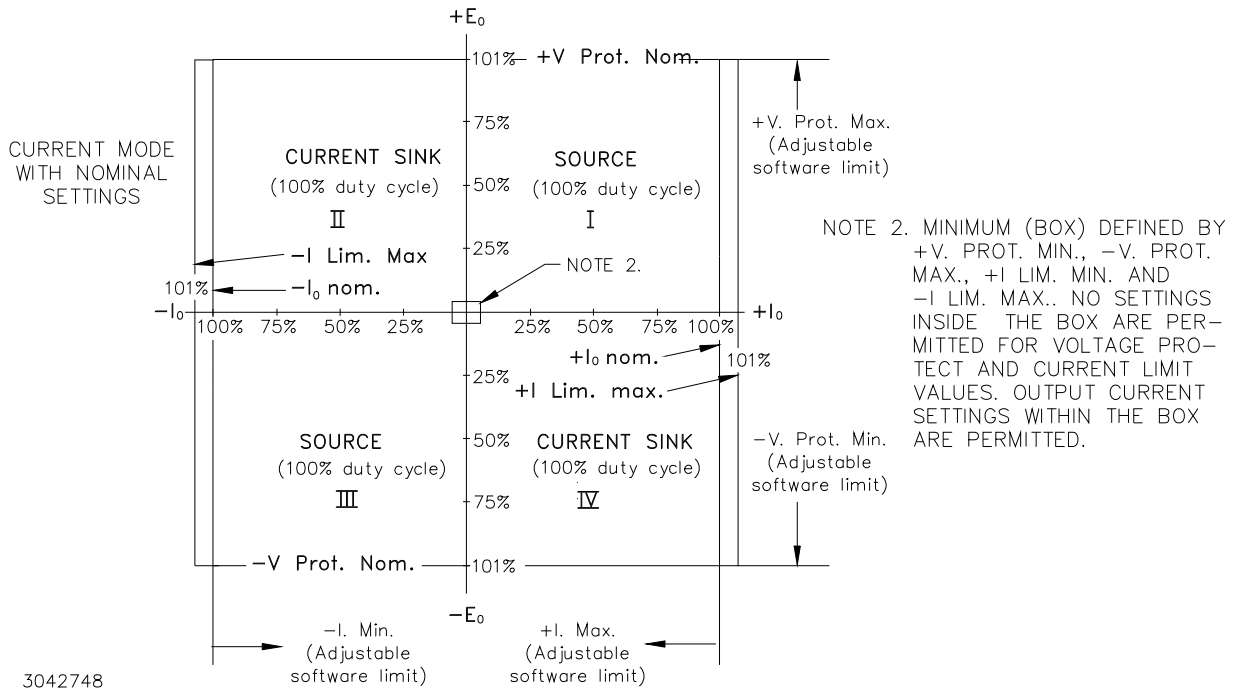 +E₀
101%
+V Prot. Nom.
CURRENT MODE
WITH NOMINAL
SETTINGS
75%
+V. Prot. Max.
(Adjustable
software limit)
CURRENT SINK
(100% duty cycle)
II
SOURCE
(100% duty cycle)
I
50%
25%
−I Lim. Max
101%
−I₀ nom.
NOTE 2.
NOTE 2. MINIMUM (BOX) DEFINED BY
+V. PROT. MIN., −V. PROT.
MAX., +I LIM. MIN. AND
−I LIM. MAX.. NO SETTINGS
INSIDE THE BOX ARE PER−
MITTED FOR VOLTAGE PRO−
TECT AND CURRENT LIMIT
VALUES. OUTPUT CURRENT
SETTINGS WITHIN THE BOX
ARE PERMITTED.
−I₀
100% 75% 50% 25%
25% 50% 75% 100%
+I₀
+I₀ nom.
101%
25%
+I Lim. max.
SOURCE
(100% duty cycle)
III
50%
CURRENT SINK
(100% duty cycle)
IV
−V. Prot. Min.
(Adjustable
software limit)
75%
−V Prot. Nom.
101%
−E₀
−I. Min.
(Adjustable
software limit)
+I. Max.
(Adjustable
software limit)
3042748